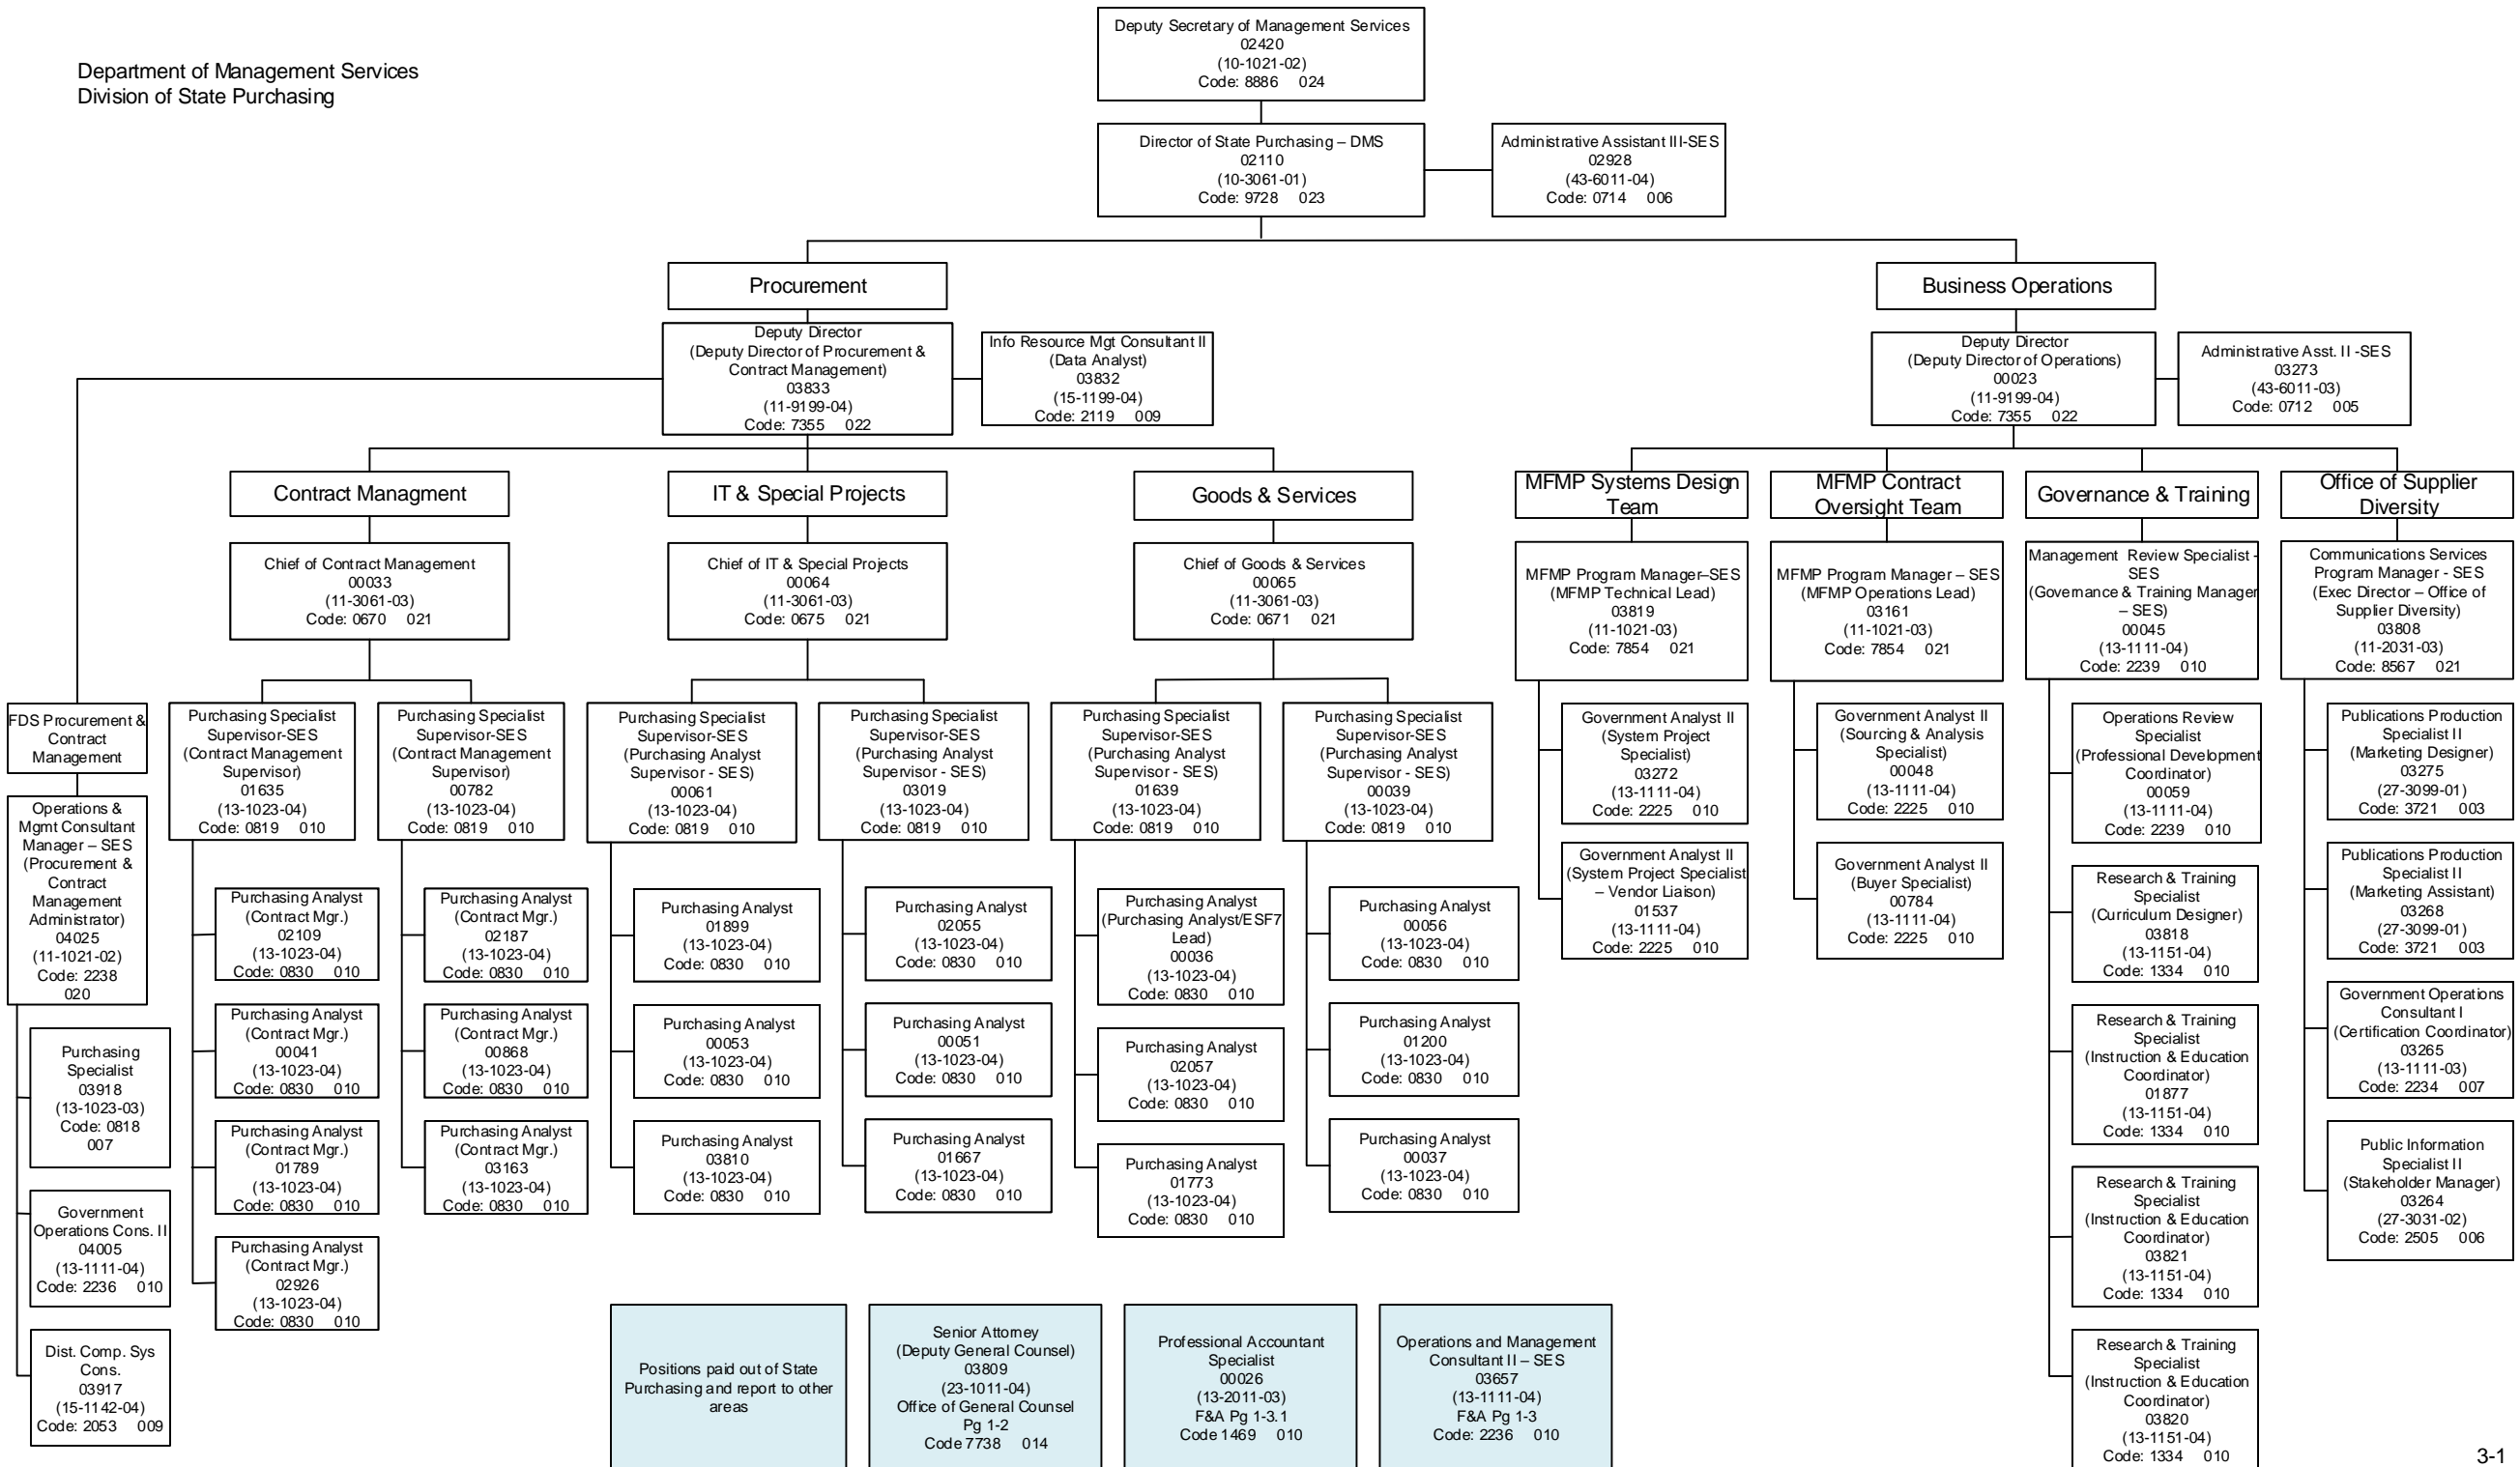 Department of Management Services
Division of State Purchasing
Deputy Secretary of Management Services
02420
(10-1021-02)
Code: 8886 024
Director of State Purchasing – DMS
02110
(10-3061-01)
Code: 9728 023
Administrative Assistant III-SES
02928
(43-6011-04)
Code: 0714 006
Procurement
Deputy Director
(Deputy Director of Procurement &
Contract Management)
03833
(11-9199-04)
Code: 7355 022
Info Resource Mgt Consultant II
(Data Analyst)
03832
(15-1199-04)
Code: 2119 009
Business Operations
Deputy Director
(Deputy Director of Operations)
00023
(11-9199-04)
Code: 7355 022
Administrative Asst. II -SES
03273
(43-6011-03)
Code: 0712 005
Contract Managment
Chief of Contract Management
00033
(11-3061-03)
Code: 0670 021
IT & Special Projects
Chief of IT & Special Projects
00064
(11-3061-03)
Code: 0675 021
Goods & Services
Chief of Goods & Services
00065
(11-3061-03)
Code: 0671 021
MFMP Systems Design
Team
MFMP Program Manager–SES
(MFMP Technical Lead)
03819
(11-1021-03)
Code: 7854 021
MFMP Contract
Oversight Team
MFMP Program Manager – SES
(MFMP Operations Lead)
03161
(11-1021-03)
Code: 7854 021
Governance & Training
Management Review Specialist -
SES
(Governance & Training Manager
– SES)
00045
(13-1111-04)
Code: 2239 010
Office of Supplier
Diversity
Communications Services
Program Manager - SES
(Exec Director – Office of
Supplier Diversity)
03808
(11-2031-03)
Code: 8567 021
FDS Procurement &
Contract
Management
Operations &
Mgmt Consultant
Manager – SES
(Procurement &
Contract
Management
Administrator)
04025
(11-1021-02)
Code: 2238
020
Purchasing
Specialist
03918
(13-1023-03)
Code: 0818
007
Government
Operations Cons. II
04005
(13-1111-04)
Code: 2236 010
Dist. Comp. Sys
Cons.
03917
(15-1142-04)
Code: 2053 009
Purchasing Specialist
Supervisor-SES
(Contract Management
Supervisor)
01635
(13-1023-04)
Code: 0819 010
Purchasing Analyst
(Contract Mgr.)
02109
(13-1023-04)
Code: 0830 010
Purchasing Analyst
(Contract Mgr.)
00041
(13-1023-04)
Code: 0830 010
Purchasing Analyst
(Contract Mgr.)
01789
(13-1023-04)
Code: 0830 010
Purchasing Analyst
(Contract Mgr.)
02926
(13-1023-04)
Code: 0830 010
Purchasing Specialist
Supervisor-SES
(Contract Management
Supervisor)
00782
(13-1023-04)
Code: 0819 010
Purchasing Analyst
(Contract Mgr.)
02187
(13-1023-04)
Code: 0830 010
Purchasing Analyst
(Contract Mgr.)
00868
(13-1023-04)
Code: 0830 010
Purchasing Analyst
(Contract Mgr.)
03163
(13-1023-04)
Code: 0830 010
Purchasing Specialist
Supervisor-SES
(Purchasing Analyst
Supervisor - SES)
00061
(13-1023-04)
Code: 0819 010
Purchasing Analyst
01899
(13-1023-04)
Code: 0830 010
Purchasing Analyst
00053
(13-1023-04)
Code: 0830 010
Purchasing Analyst
03810
(13-1023-04)
Code: 0830 010
Purchasing Specialist
Supervisor-SES
(Purchasing Analyst
Supervisor - SES)
03019
(13-1023-04)
Code: 0819 010
Purchasing Analyst
02055
(13-1023-04)
Code: 0830 010
Purchasing Analyst
00051
(13-1023-04)
Code: 0830 010
Purchasing Analyst
01667
(13-1023-04)
Code: 0830 010
Purchasing Specialist
Supervisor-SES
(Purchasing Analyst
Supervisor - SES)
01639
(13-1023-04)
Code: 0819 010
Purchasing Analyst
(Purchasing Analyst/ESF7
Lead)
00036
(13-1023-04)
Code: 0830 010
Purchasing Analyst
02057
(13-1023-04)
Code: 0830 010
Purchasing Analyst
01773
(13-1023-04)
Code: 0830 010
Purchasing Specialist
Supervisor-SES
(Purchasing Analyst
Supervisor - SES)
00039
(13-1023-04)
Code: 0819 010
Purchasing Analyst
00056
(13-1023-04)
Code: 0830 010
Purchasing Analyst
01200
(13-1023-04)
Code: 0830 010
Purchasing Analyst
00037
(13-1023-04)
Code: 0830 010
Government Analyst II
(System Project
Specialist)
03272
(13-1111-04)
Code: 2225 010
Government Analyst II
(System Project Specialist
– Vendor Liaison)
01537
(13-1111-04)
Code: 2225 010
Government Analyst II
(Sourcing & Analysis
Specialist)
00048
(13-1111-04)
Code: 2225 010
Government Analyst II
(Buyer Specialist)
00784
(13-1111-04)
Code: 2225 010
Operations Review
Specialist
(Professional Development
Coordinator)
00059
(13-1111-04)
Code: 2239 010
Research & Training
Specialist
(Curriculum Designer)
03818
(13-1151-04)
Code: 1334 010
Research & Training
Specialist
(Instruction & Education
Coordinator)
01877
(13-1151-04)
Code: 1334 010
Research & Training
Specialist
(Instruction & Education
Coordinator)
03821
(13-1151-04)
Code: 1334 010
Research & Training
Specialist
(Instruction & Education
Coordinator)
03820
(13-1151-04)
Code: 1334 010
Publications Production
Specialist II
(Marketing Designer)
03275
(27-3099-01)
Code: 3721 003
Publications Production
Specialist II
(Marketing Assistant)
03268
(27-3099-01)
Code: 3721 003
Government Operations
Consultant I
(Certification Coordinator)
03265
(13-1111-03)
Code: 2234 007
Public Information
Specialist II
(Stakeholder Manager)
03264
(27-3031-02)
Code: 2505 006
Positions paid out of State
Purchasing and report to other
areas
Senior Attorney
(Deputy General Counsel)
03809
(23-1011-04)
Office of General Counsel
Pg 1-2
Code 7738 014
Professional Accountant
Specialist
00026
(13-2011-03)
F&A Pg 1-3.1
Code 1469 010
Operations and Management
Consultant II – SES
03657
(13-1111-04)
F&A Pg 1-3
Code: 2236 010
3-1